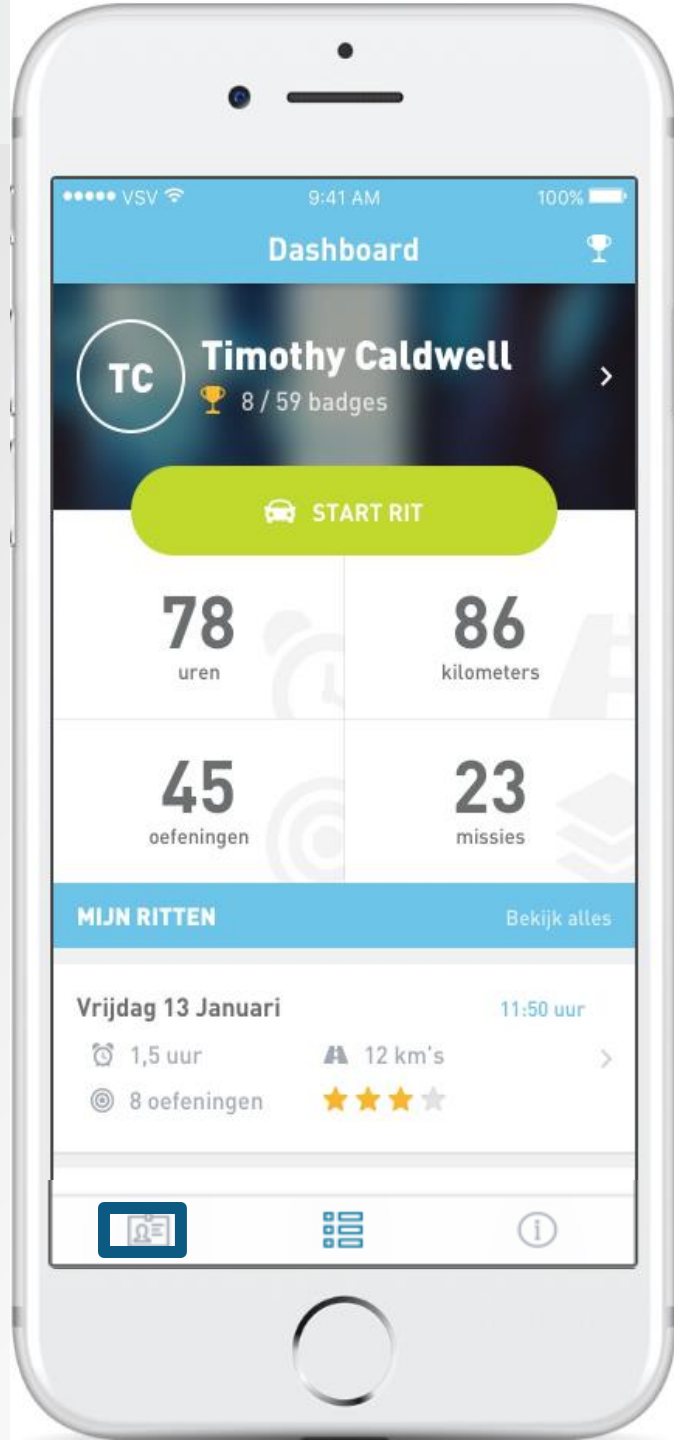 VSV 9:41 AM 100%
Dashboard
TC
Timothy Caldwell
8 / 59 badges
START RIT
78 86
uren kilometers
45 23
oefeningen missies
MIJN RITTEN Bekijk alles
Vrijdag 13 Januari 11:50 uur
1,5 uur 12 km's
8 oefeningen